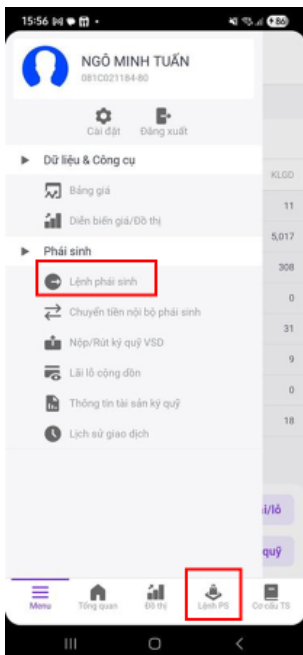 15:56
86
NGÔ MINH TUẤN
081C021184-80
Cài đặt
Đăng xuất
Dữ liệu & Công cụ
Bảng giá
Diễn biến giá/Đồ thị
Phái sinh
Lệnh phái sinh
Chuyển tiền nội bộ phái sinh
Nộp/Rút ký quỹ VSD
Lãi lỗ cộng dồn
Thông tin tài sản ký quỹ
Lịch sử giao dịch
KLGD
11
5,017
308
0
31
9
0
18
i/lỗ
quỹ
Menu
Tổng quan
Đồ thị
Lệnh PS
Cơ cấu TS